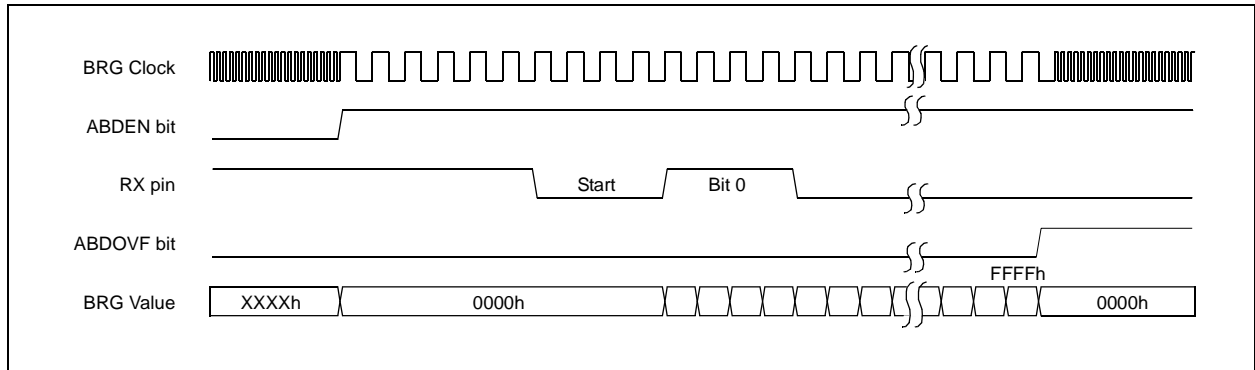 BRG Clock
ABDEN bit
RX pin
Start
Bit 0
ABDOVF bit
FFFFh
BRG Value
XXXXh
0000h
0000h